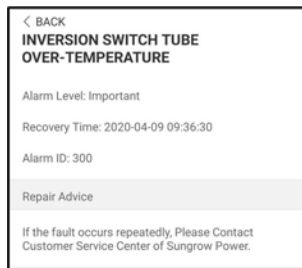 < BACK
INVERSION SWITCH TUBE
OVER-TEMPERATURE
Alarm Level: Important
Recovery Time: 2020-04-09 09:36:30
Alarm ID: 300
Repair Advice
If the fault occurs repeatedly, Please Contact
Customer Service Center of Sungrow Power.